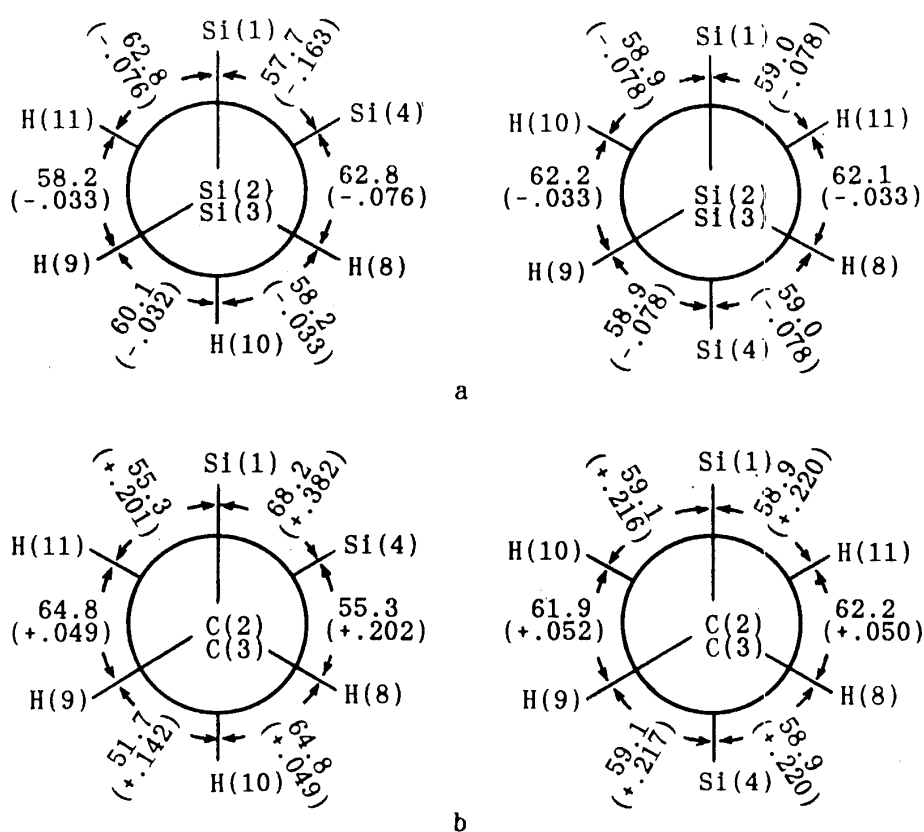 Si(1)
62.8
(-.076)
57.7
(-.163)
H(11)
Si(4)
58.2
(-.033)
Si(2)
Si(3)
62.8
(-.076)
H(9)
H(8)
60.1
(-.032)
58.2
(-.033)
H(10)
Si(1)
58.9
(-.078)
59.0
(-.078)
H(10)
H(11)
62.2
(-.033)
Si(2)
Si(3)
62.1
(-.033)
H(9)
H(8)
58.9
(-.078)
59.0
(-.078)
Si(4)
a
Si(1)
55.3
(+.201)
68.2
(+.382)
H(11)
Si(4)
64.8
(+.049)
C(2)
C(3)
55.3
(+.202)
H(9)
H(8)
51.7
(+.142)
64.8
(+.049)
H(10)
Si(1)
59.1
(+.216)
58.9
(+.220)
H(10)
H(11)
61.9
(+.052)
C(2)
C(3)
62.2
(+.050)
H(9)
H(8)
59.1
(+.217)
58.9
(+.220)
Si(4)
b